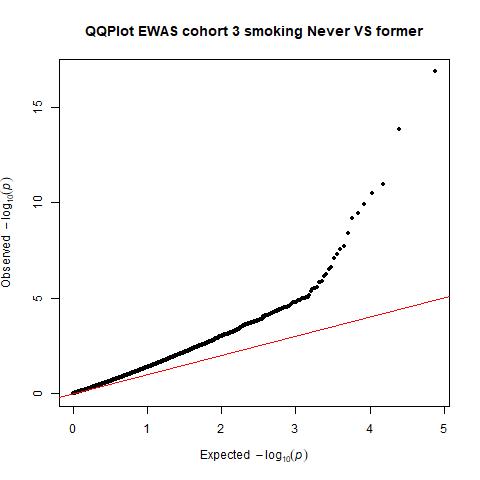 QQPlot EWAS cohort 3 smoking Never VS former
15
10
5
0
Observed −log10(p)
0 1 2 3 4 5
Expected −log10(p)